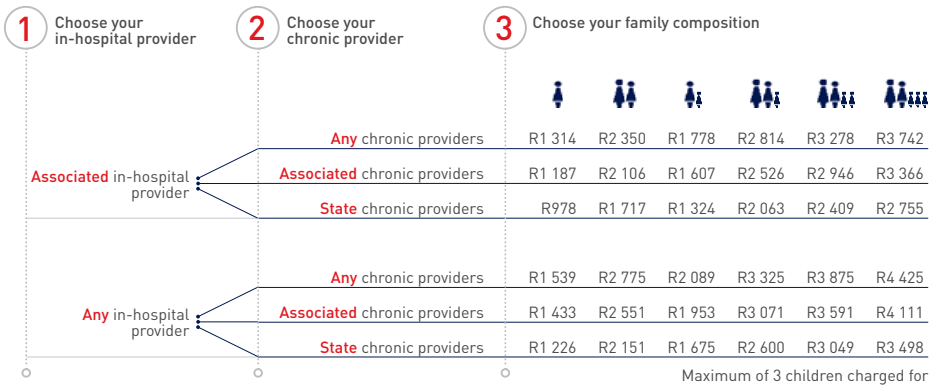 1 Choose your
in-hospital provider
2 Choose your
chronic provider
3 Choose your family composition
Associated in-hospital
provider
Any chronic providers R1 314 R2 350 R1 778 R2 814 R3 278 R3 742
Associated chronic providers R1 187 R2 106 R1 607 R2 526 R2 946 R3 366
State chronic providers R978 R1 717 R1 324 R2 063 R2 409 R2 755
Any in-hospital
provider
Any chronic providers R1 539 R2 775 R2 089 R3 325 R3 875 R4 425
Associated chronic providers R1 433 R2 551 R1 953 R3 071 R3 591 R4 111
State chronic providers R1 226 R2 151 R1 675 R2 600 R3 049 R3 498
Maximum of 3 children charged for